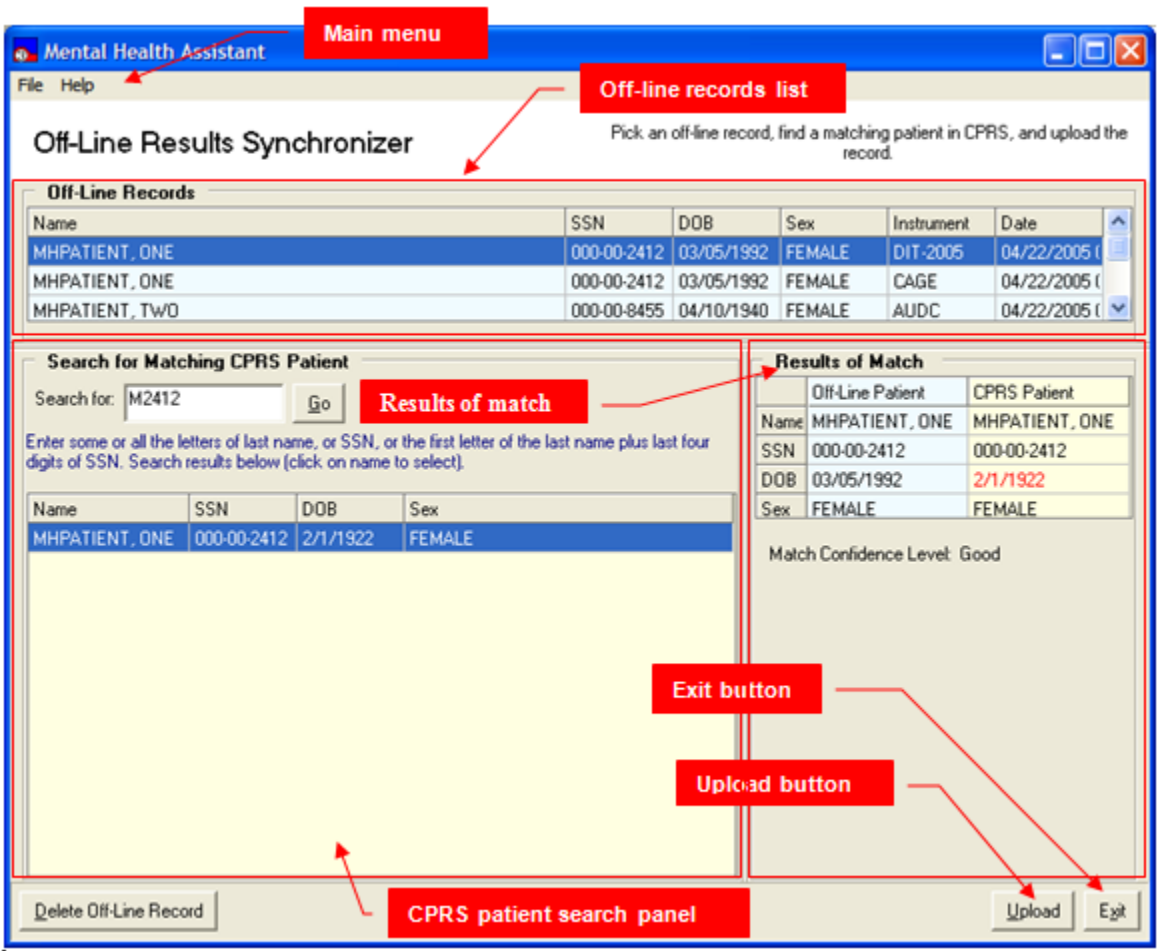 Main menu
Mental Health Assistant
File Help
Off-line records list
Off-Line Results Synchronizer
Pick an off-line record, find a matching patient in CPRS, and upload the
record.
Off-Line Records
Name SSN DOB Sex Instrument Date
MHPATIENT, ONE 000-00-2412 03/05/1992 FEMALE DIT-2005 04/22/2005
MHPATIENT, ONE 000-00-2412 03/05/1992 FEMALE CAGE 04/22/2005
MHPATIENT, TWO 000-00-8455 04/10/1940 FEMALE AUDC 04/22/2005
Search for Matching CPRS Patient
Search for: M2412 Go
Results of match
Enter some or all the letters of last name, or SSN, or the first letter of the last name plus last four
digits of SSN. Search results below (click on name to select).
Name SSN DOB Sex
MHPATIENT, ONE 000-00-2412 2/1/1922 FEMALE
Results of Match
Off-Line Patient CPRS Patient
Name MHPATIENT, ONE MHPATIENT, ONE
SSN 000-00-2412 000-00-2412
DOB 03/05/1992 2/1/1922
Sex FEMALE FEMALE
Match Confidence Level: Good
Exit button
Upload button
CPRS patient search panel
Delete Off-Line Record Upload Exit